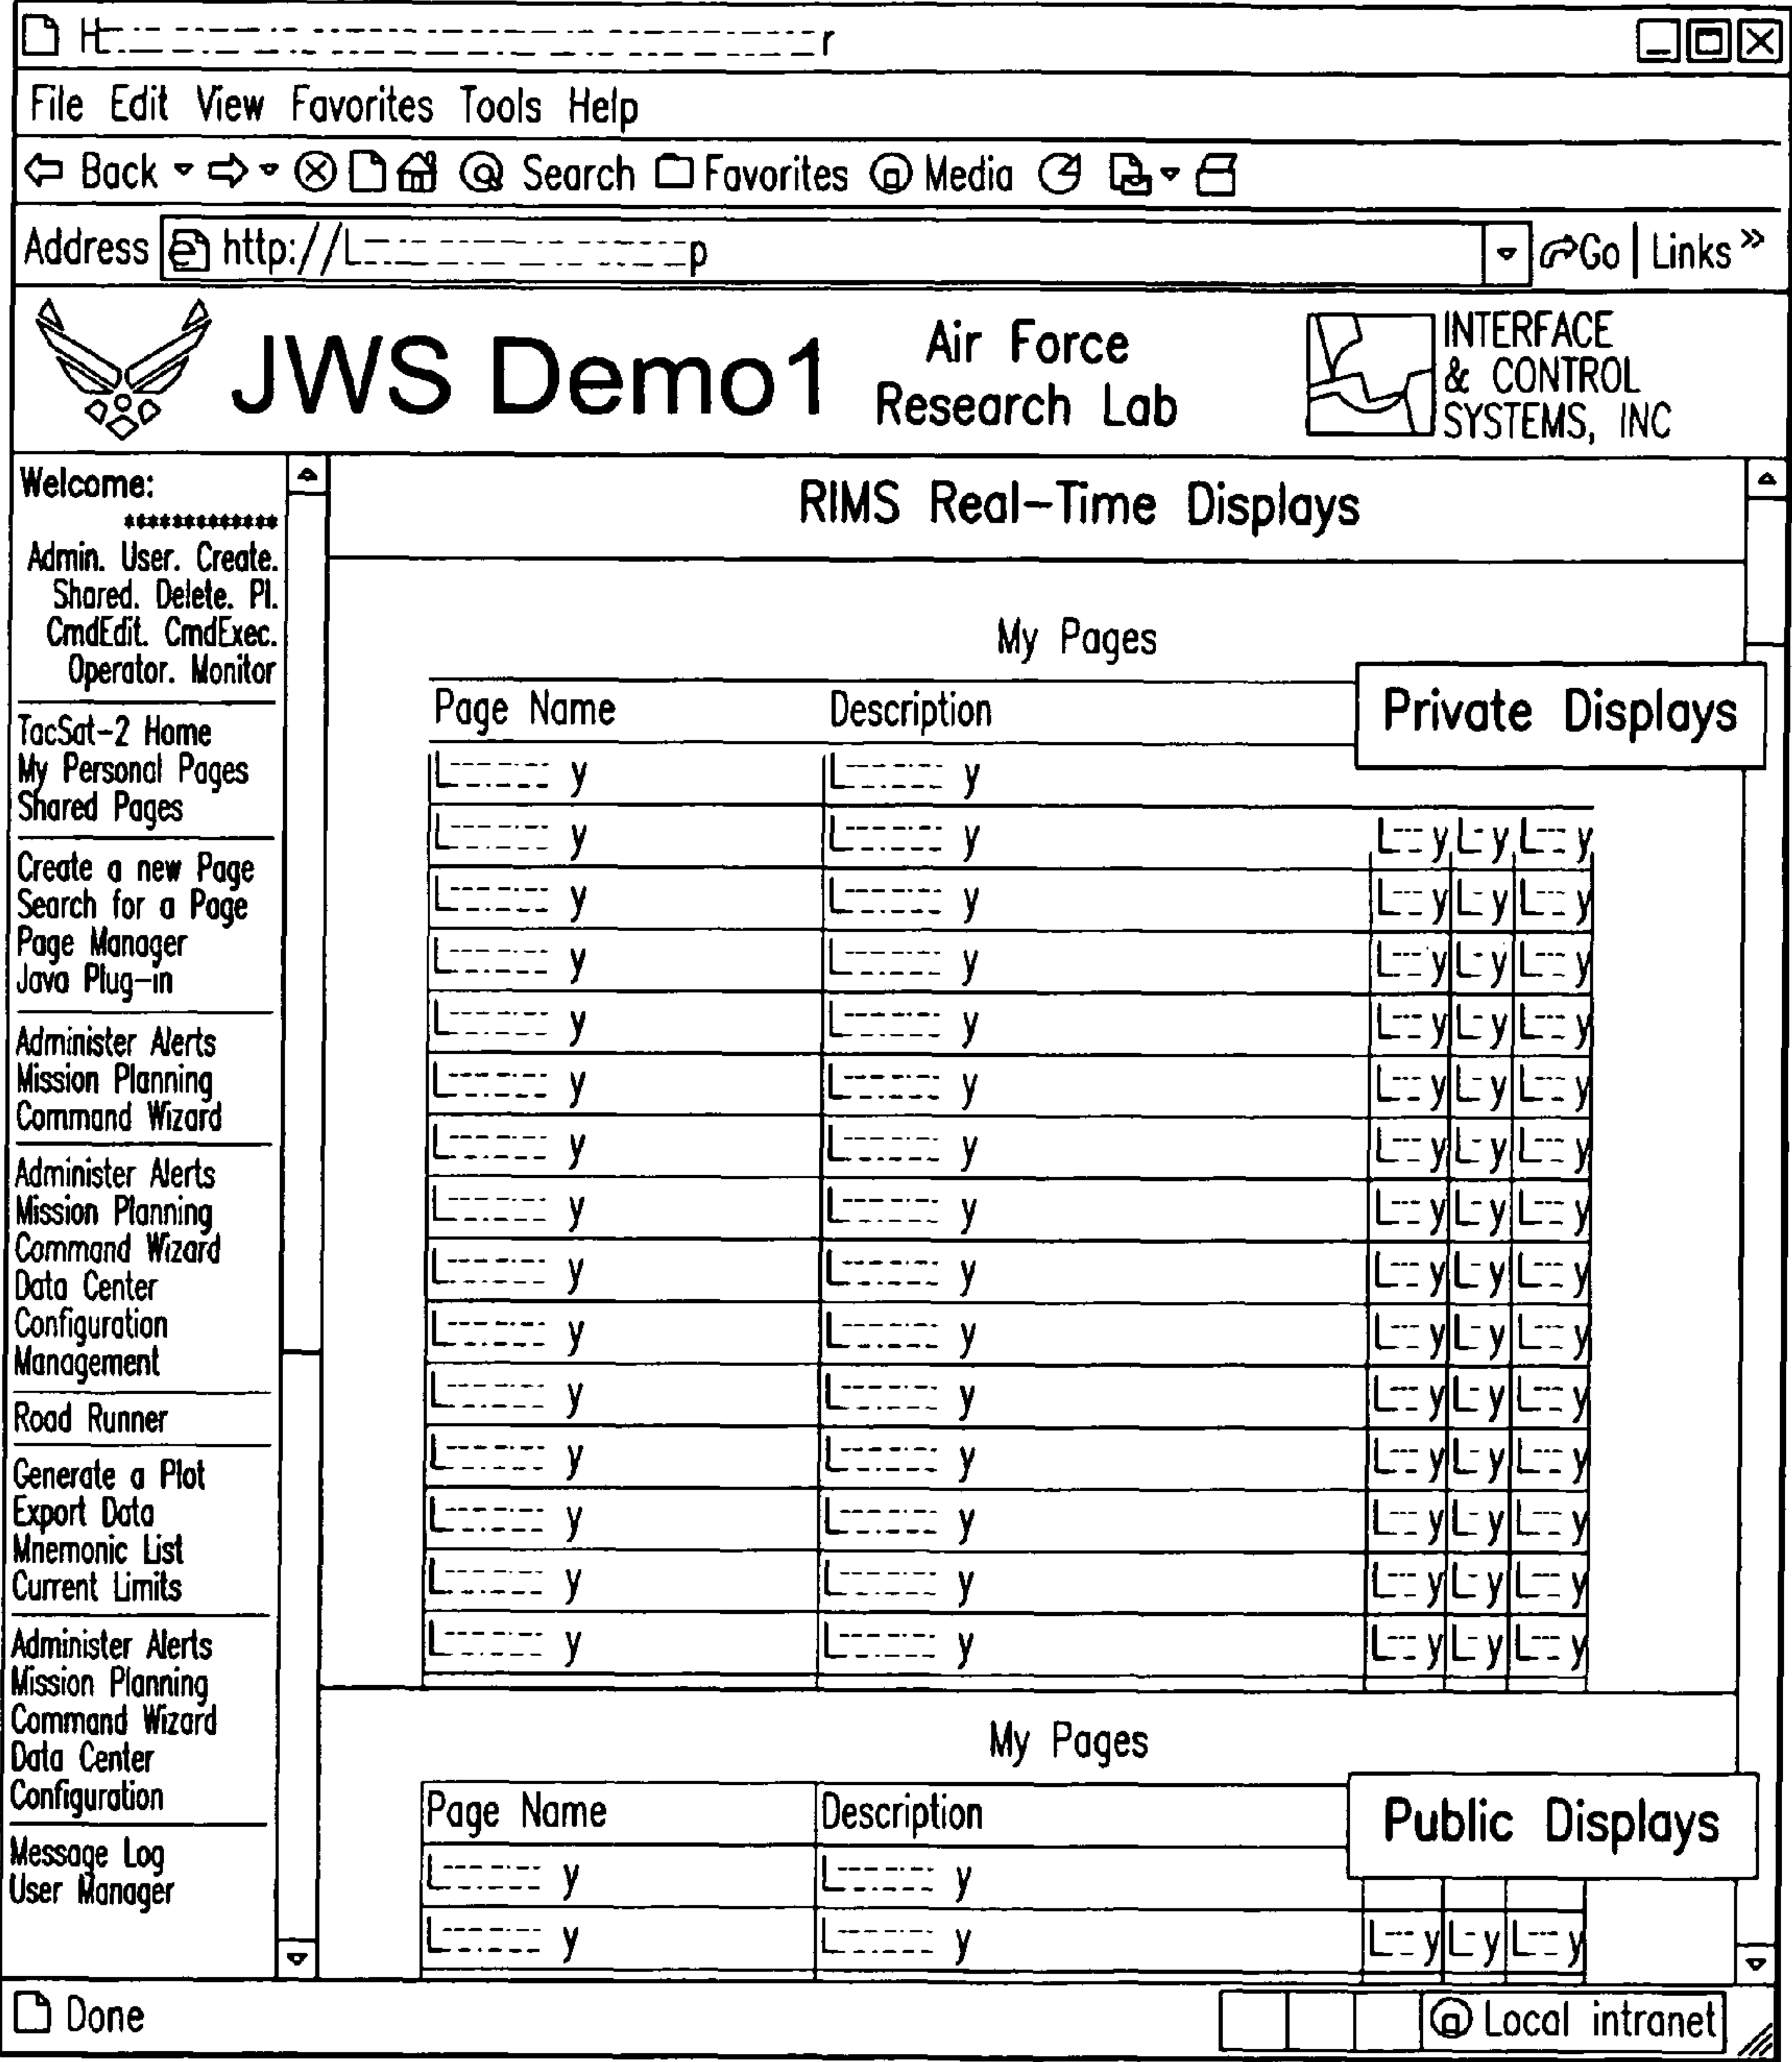 File Edit View Favorites Tools Help
Back Search Favorites Media
Address http:// Go | Links »
JWS Demo1
Air Force
Research Lab
INTERFACE
& CONTROL
SYSTEMS, INC
Welcome:
*************
Admin. User. Create.
Shared. Delete. Pl.
CmdEdit. CmdExec.
Operator. Monitor
TacSat-2 Home
My Personal Pages
Shared Pages
Create a new Page
Search for a Page
Page Manager
Java Plug-in
Administer Alerts
Mission Planning
Command Wizard
Administer Alerts
Mission Planning
Command Wizard
Data Center
Configuration
Management
Road Runner
Generate a Plot
Export Data
Mnemonic List
Current Limits
Administer Alerts
Mission Planning
Command Wizard
Data Center
Configuration
Message Log
User Manager
RIMS Real-Time Displays
My Pages
Page Name Description Private Displays
My Pages
Page Name Description Public Displays
Done Local intranet